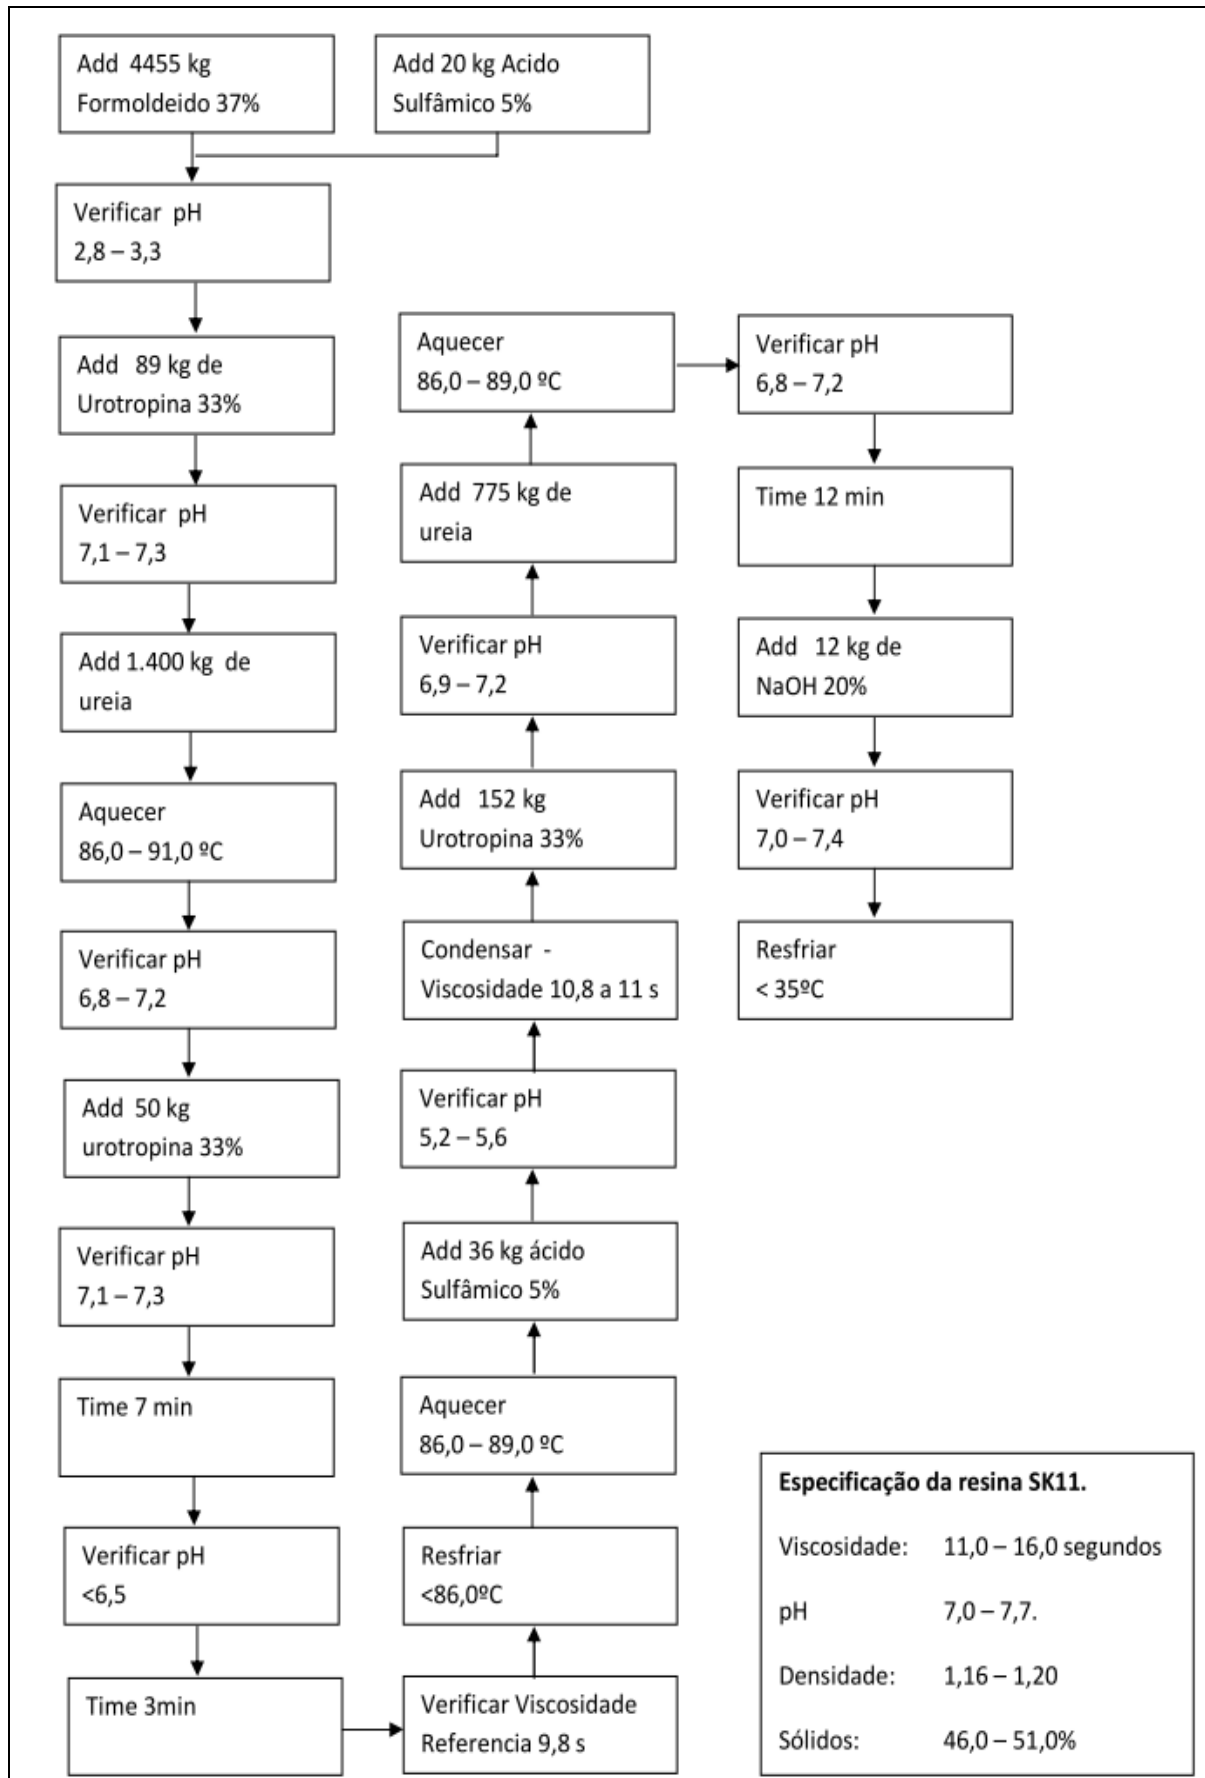 Add 4455 kg
Formoldeido 37%
Add 20 kg Acido
Sulfâmico 5%
Verificar pH
2,8 – 3,3
Add 89 kg de
Urotropina 33%
Verificar pH
7,1 – 7,3
Add 1.400 kg de
ureia
Aquecer
86,0 – 91,0 ºC
Verificar pH
6,8 – 7,2
Add 50 kg
urotropina 33%
Verificar pH
7,1 – 7,3
Time 7 min
Verificar pH
<6,5
Time 3min
Verificar Viscosidade
Referencia 9,8 s
Resfriar
<86,0ºC
Aquecer
86,0 – 89,0 ºC
Add 36 kg ácido
Sulfâmico 5%
Verificar pH
5,2 – 5,6
Condensar -
Viscosidade 10,8 a 11 s
Add 152 kg
Urotropina 33%
Verificar pH
6,9 – 7,2
Add 775 kg de
ureia
Aquecer
86,0 – 89,0 ºC
Verificar pH
6,8 – 7,2
Time 12 min
Add 12 kg de
NaOH 20%
Verificar pH
7,0 – 7,4
Resfriar
< 35ºC
Especificação da resina SK11.
Viscosidade: 11,0 – 16,0 segundos
pH 7,0 – 7,7.
Densidade: 1,16 – 1,20
Sólidos: 46,0 – 51,0%